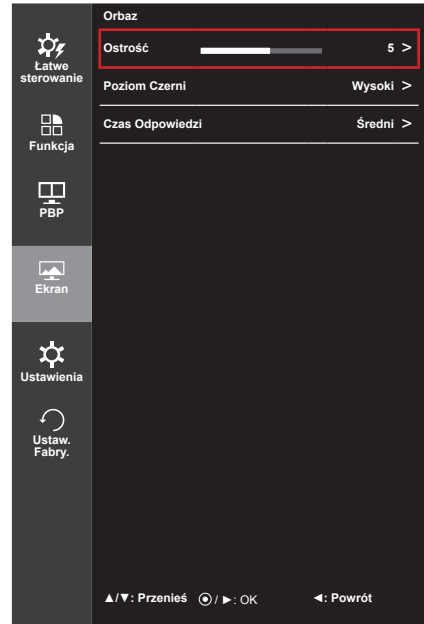 Orbaz
Łatwe
sterowanie
Ostrość 5 >
Poziom Czerni Wysoki >
Czas Odpowiedzi Średni >
Funkcja
PBP
Ekran
Ustawienia
Ustaw.
Fabry.
▲/▼: Przenieś ⦿/ ►: OK ◄: Powrót